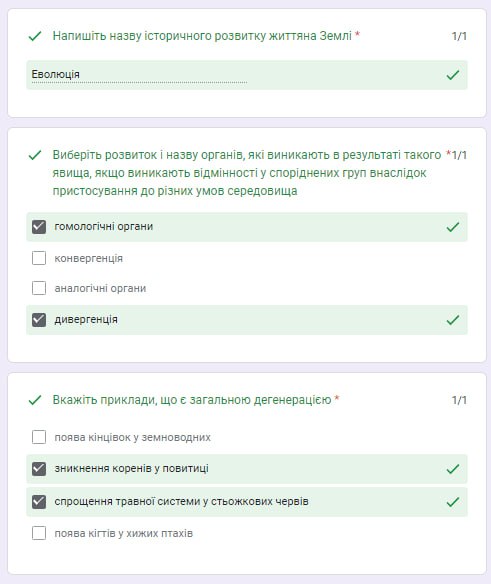 Напишіть назву історичного розвитку життяна Землі * 1/1
Еволюція
Виберіть розвиток і назву органів, які виникають в результаті такого *1/1
явища, якщо виникають відмінності у споріднених груп внаслідок
пристосування до різних умов середовища
гомологічні органи
конвергенція
аналогічні органи
дивергенція
Вкажіть приклади, що є загальною дегенерацією * 1/1
поява кінцівок у земноводних
зникнення коренів у повитиці
спрощення травної системи у стьожкових червів
поява кігтів у хижих птахів